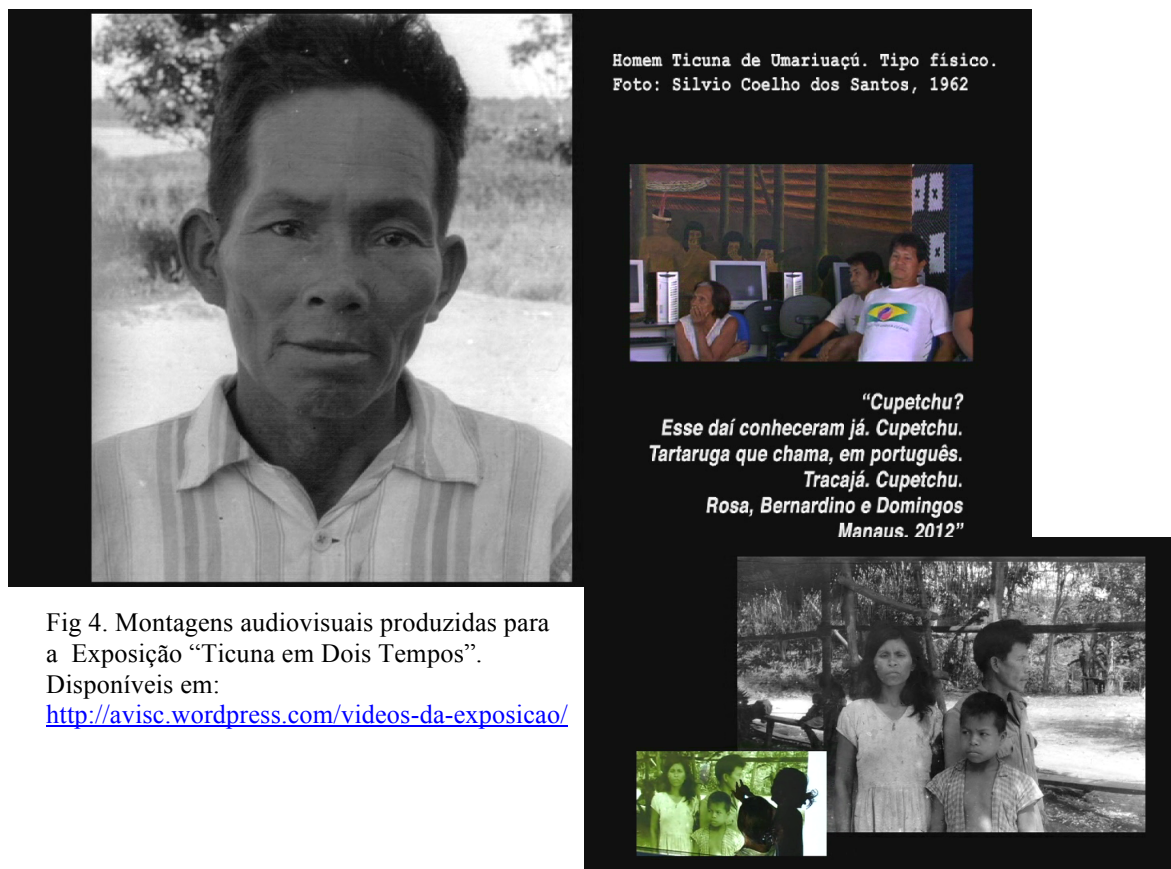 Homem Ticuna de Umariuaçú. Tipo físico.
Foto: Silvio Coelho dos Santos, 1962
“Cupetchu?
Esse daí conheceram já. Cupetchu.
Tartaruga que chama, em português.
Tracajá. Cupetchu.
Rosa, Bernardino e Domingos
Manaus, 2012”
Fig 4. Montagens audiovisuais produzidas para
a Exposição “Ticuna em Dois Tempos”.
Disponíveis em:
http://avisc.wordpress.com/videos-da-exposicao/